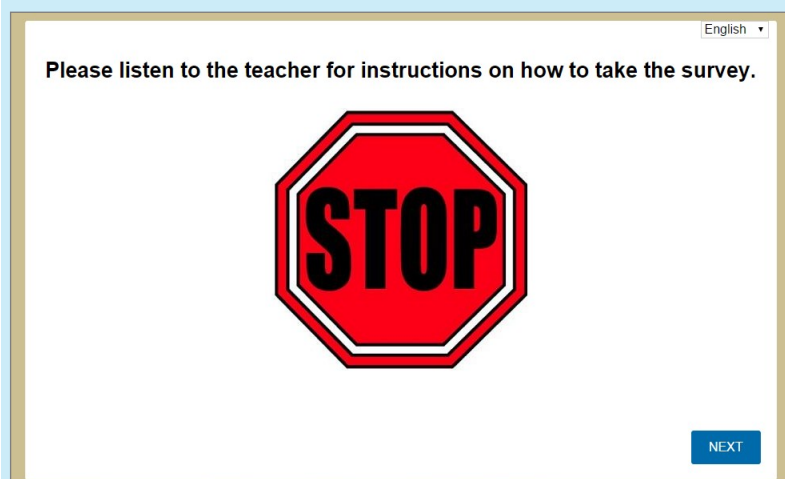 English
Please listen to the teacher for instructions on how to take the survey.
STOP
NEXT